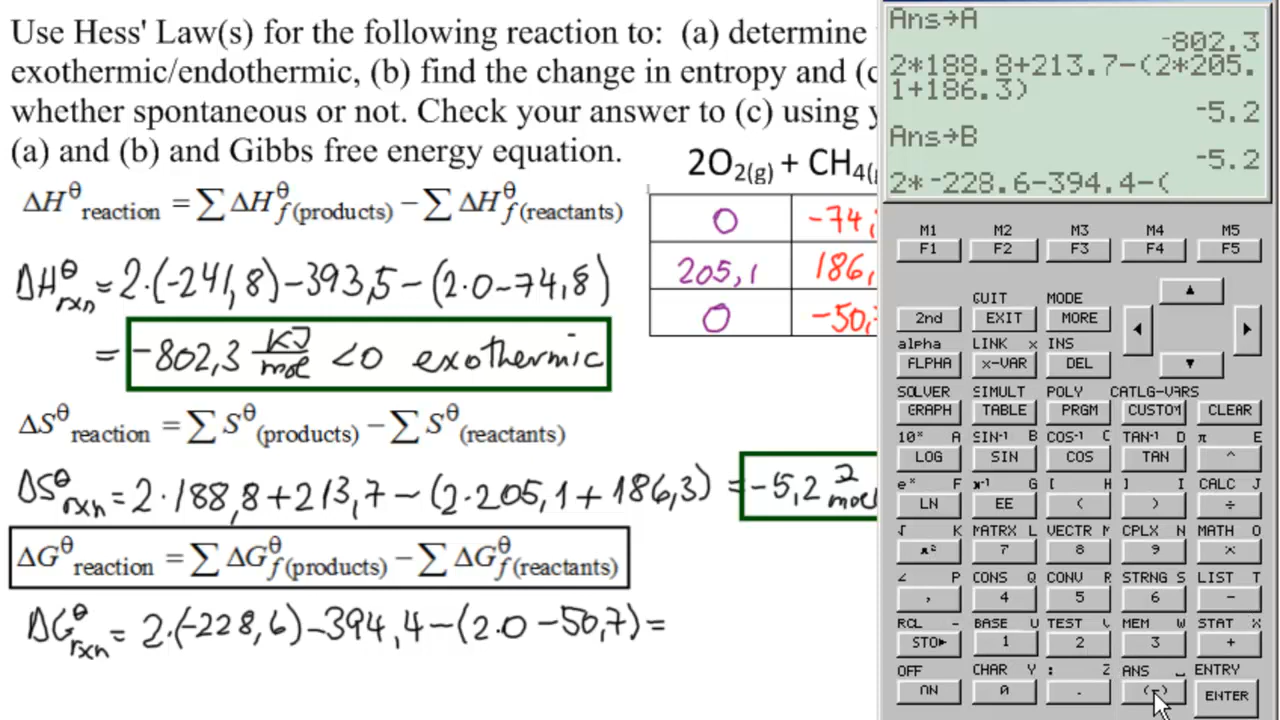 Use Hess' Law(s) for the following reaction to: (a) determine
exothermic/endothermic, (b) find the change in entropy and (c
whether spontaneous or not. Check your answer to (c) using y
(a) and (b) and Gibbs free energy equation.
ΔH^θ reaction = ∑ ΔH^θ f(products) − ∑ ΔH^θ f(reactants)
2O2(g) + CH4(g
0 −74,
205,1 186,
0 −50,
ΔH^θ rxn = 2·(−241,8) −393,5 − (2·0 −74,8)
= −802,3 KJ/mol <0 exothermic
ΔS^θ reaction = ∑ S^θ (products) − ∑ S^θ (reactants)
ΔS^θ rxn = 2·188,8 + 213,7 − (2·205,1 + 186,3) = −5,2 J/mol
ΔG^θ reaction = ∑ ΔG^θ f(products) − ∑ ΔG^θ f(reactants)
ΔG^θ rxn = 2·(−228,6) −394,4 − (2·0 −50,7) =
Ans→A
-802.3
2*188.8+213.7-(2*205.
1+186.3)
-5.2
Ans→B
-5.2
2*-228.6-394.4-(
M1 M2 M3 M4 M5
F1 F2 F3 F4 F5
QUIT MODE
2nd EXIT MORE
alpha LINK x INS
ALPHA x-VAR DEL
SOLVER SIMULT POLY CATLG-VARS
GRAPH TABLE PRGM CUSTOM CLEAR
10ˣ A SIN⁻¹ B COS⁻¹ C TAN⁻¹ D π E
LOG SIN COS TAN ^
eˣ F x⁻¹ G [ H ] I CALC J
LN EE ( ) ÷
√ K MATRX L VECTR M CPLX N MATH O
x² 7 8 9 ×
∠ P CONS Q CONV R STRNG S LIST T
, 4 5 6 -
RCL = BASE U TEST V MEM W STAT X
STO▶ 1 2 3 +
OFF CHAR Y : Z ANS ␣ ENTRY
ON 0 . (-) ENTER